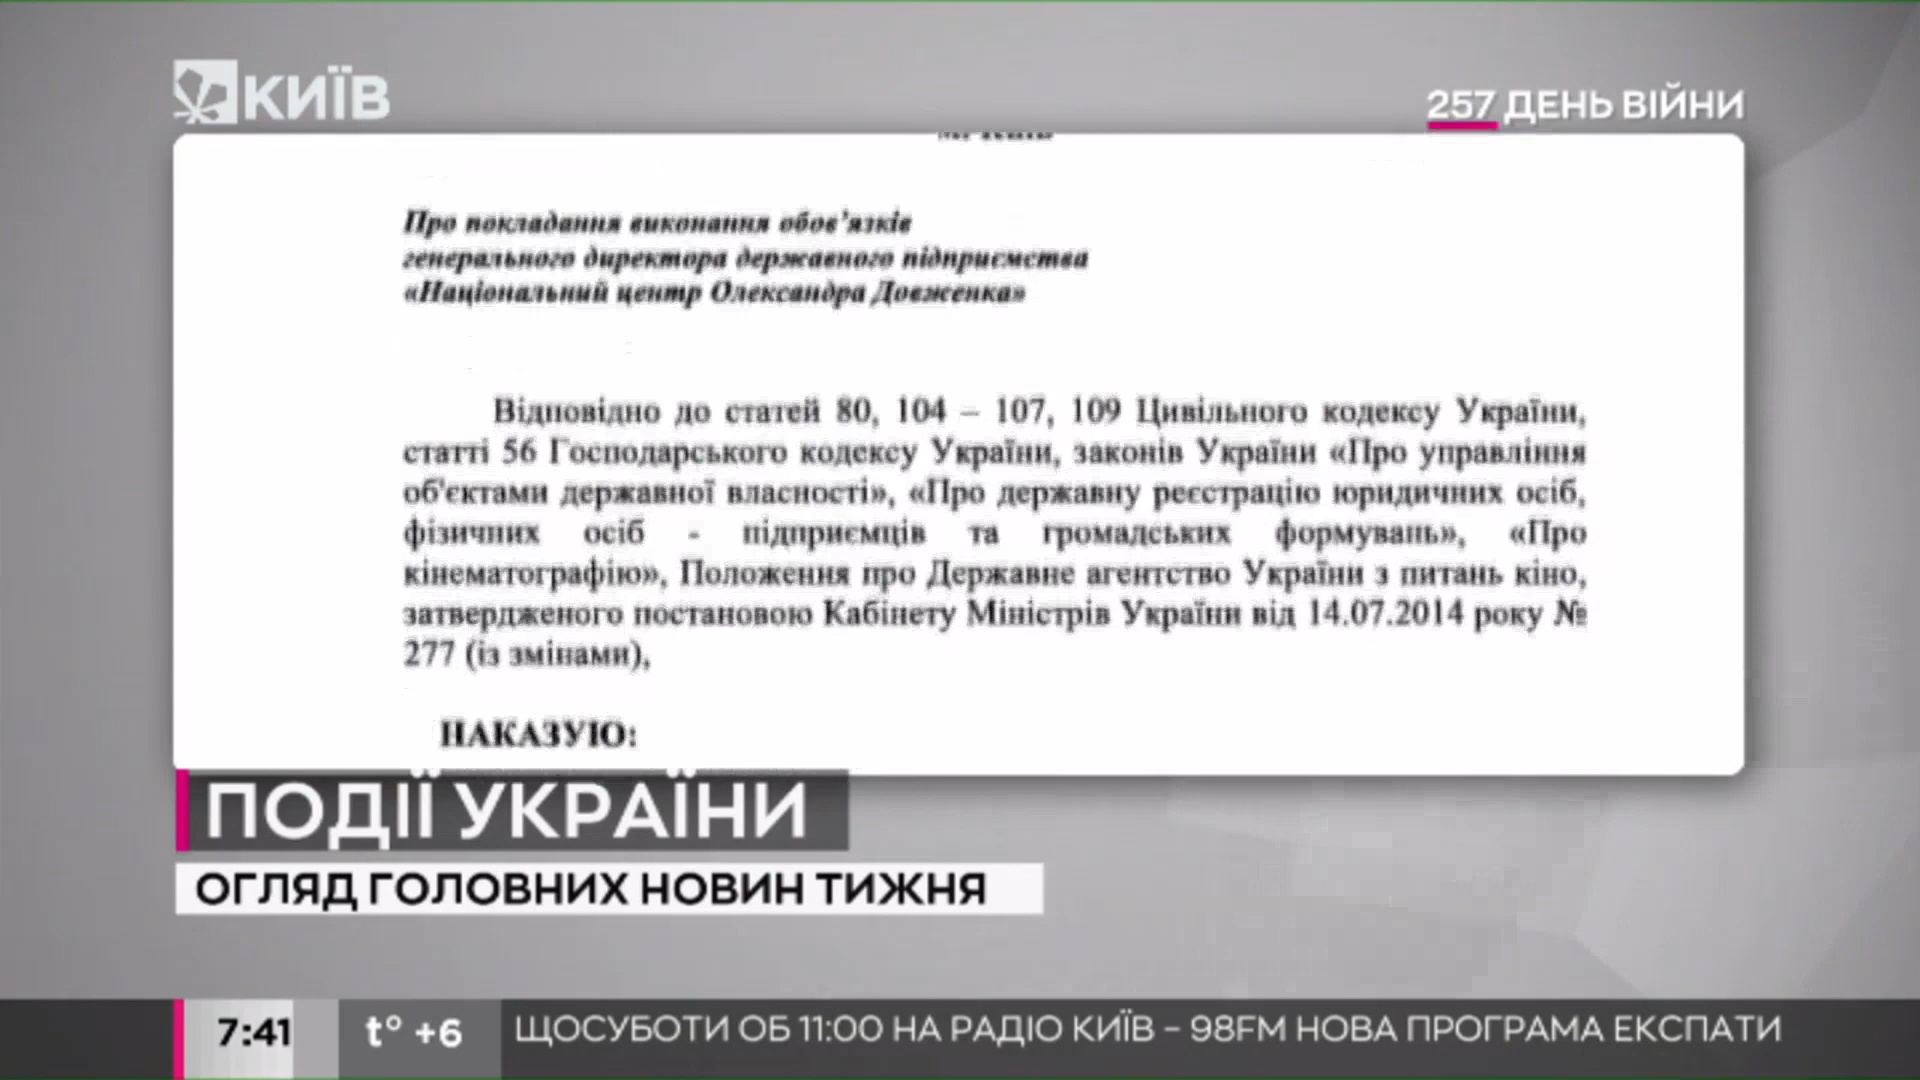 КИЇВ
257 ДЕНЬ ВІЙНИ
Про покладання виконання обов’язків
генерального директора державного підприємства
«Національний центр Олександра Довженка»
Відповідно до статей 80, 104 – 107, 109 Цивільного кодексу України,
статті 56 Господарського кодексу України, законів України «Про управління
об'єктами державної власності», «Про державну реєстрацію юридичних осіб,
фізичних осіб - підприємців та громадських формувань», «Про
кінематографію», Положення про Державне агентство України з питань кіно,
затвердженого постановою Кабінету Міністрів України від 14.07.2014 року №
277 (із змінами),
НАКАЗУЮ:
ПОДІЇ УКРАЇНИ
ОГЛЯД ГОЛОВНИХ НОВИН ТИЖНЯ
7:41 t° +6 ЩОСУБОТИ ОБ 11:00 НА РАДІО КИЇВ – 98FM НОВА ПРОГРАМА ЕКСПАТИ